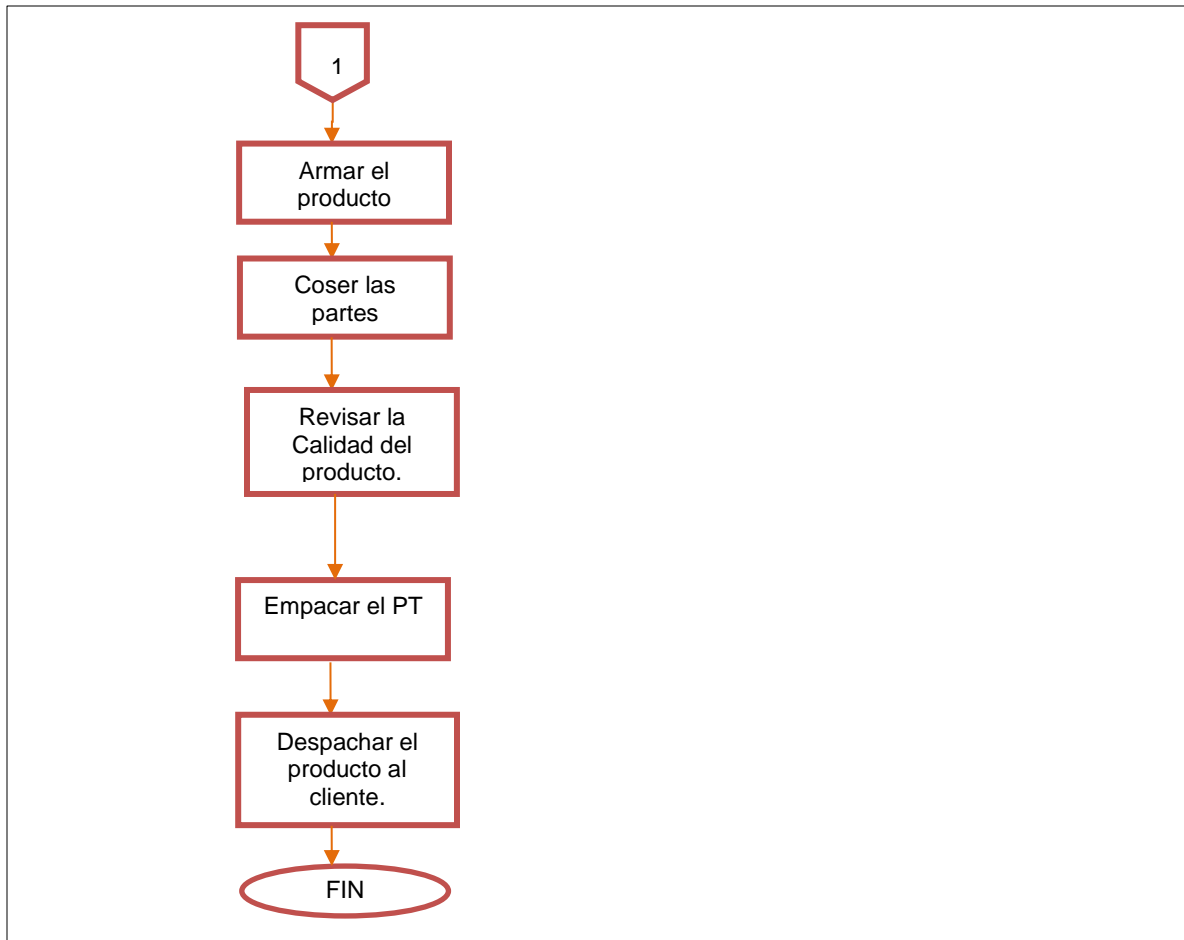 1
Armar el
producto
Coser las
partes
Revisar la
Calidad del
producto.
Empacar el PT
Despachar el
producto al
cliente.
FIN